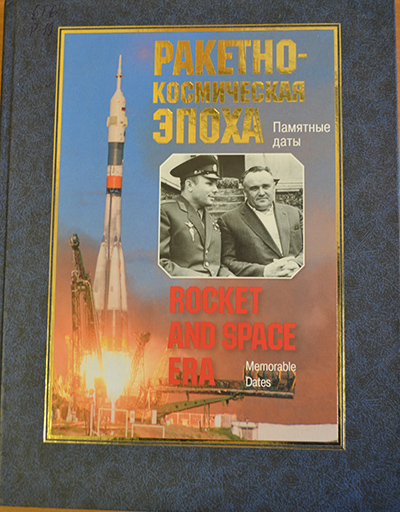 РАКЕТНО-
КОСМИЧЕСКАЯ
ЭПОХА
Памятные
даты
ROCKET
AND SPACE
ERA
Memorable
Dates